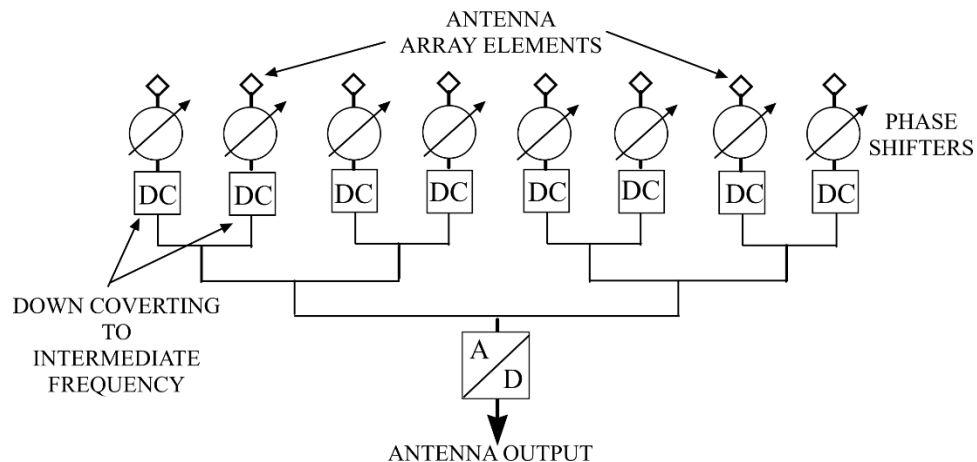 ANTENNA
ARRAY ELEMENTS
PHASE
SHIFTERS
DC DC DC DC DC DC DC DC
DOWN COVERTING
TO
INTERMEDIATE
FREQUENCY
A
D
ANTENNA OUTPUT